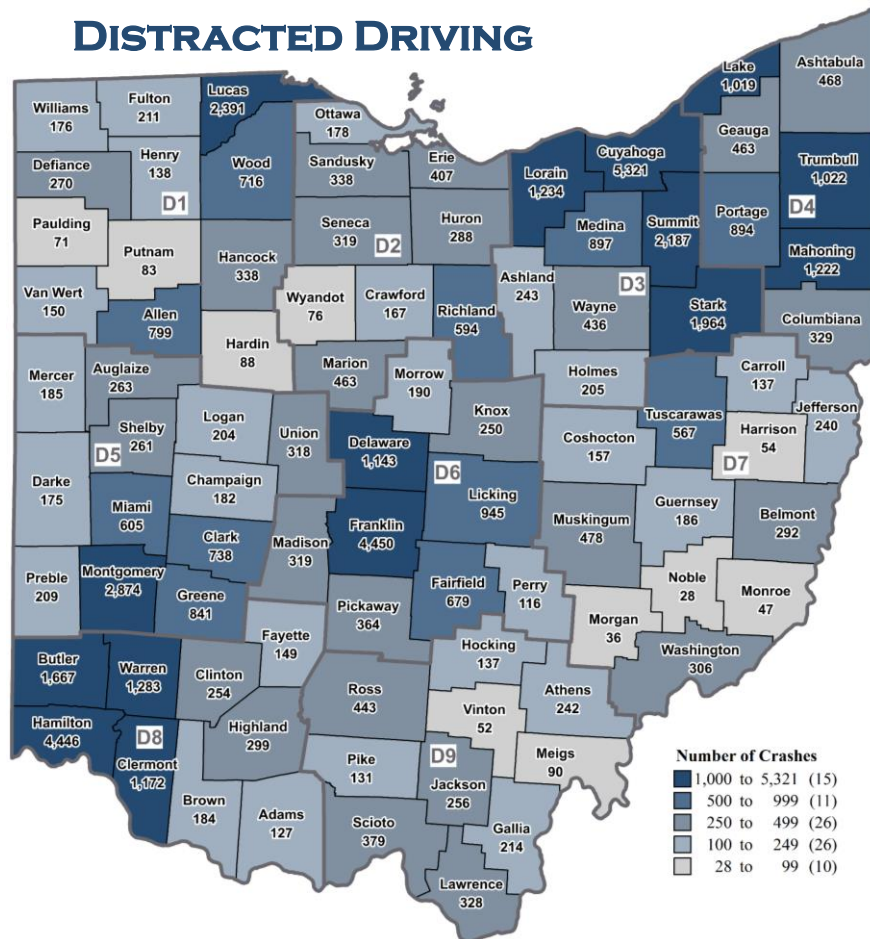 DISTRACTED DRIVING
Lake
1,019
Ashtabula
468
Williams
176
Fulton
211
Lucas
2,391
Ottawa
178
Geauga
463
Cuyahoga
5,321
Defiance
270
Henry
138
Wood
716
Sandusky
338
Erie
407
Lorain
1,234
Trumbull
1,022
D1
Medina
897
Summit
2,187
Portage
894
D4
Paulding
71
Putnam
83
Hancock
338
Seneca
319
D2
Huron
288
Mahoning
1,222
Van Wert
150
Allen
799
Wyandot
76
Crawford
167
Richland
594
Ashland
243
D3
Wayne
436
Stark
1,964
Columbiana
329
Hardin
88
Mercer
185
Auglaize
263
Marion
463
Morrow
190
Holmes
205
Carroll
137
Jefferson
240
Logan
204
Knox
250
Tuscarawas
567
Harrison
54
Shelby
261
Union
318
Delaware
1,143
Coshocton
157
D5
D6
D7
Darke
175
Champaign
182
Licking
945
Miami
605
Muskingum
478
Guernsey
186
Belmont
292
Clark
738
Madison
319
Franklin
4,450
Preble
209
Montgomery
2,874
Greene
841
Fairfield
679
Perry
116
Noble
28
Monroe
47
Pickaway
364
Morgan
36
Fayette
149
Hocking
137
Washington
306
Butler
1,667
Warren
1,283
Clinton
254
Ross
443
Athens
242
Vinton
52
Hamilton
4,446
D8
Clermont
1,172
Highland
299
Pike
131
D9
Jackson
256
Meigs
90
Brown
184
Adams
127
Scioto
379
Gallia
214
Lawrence
328
Number of Crashes
1,000 to 5,321 (15)
500 to 999 (11)
250 to 499 (26)
100 to 249 (26)
28 to 99 (10)